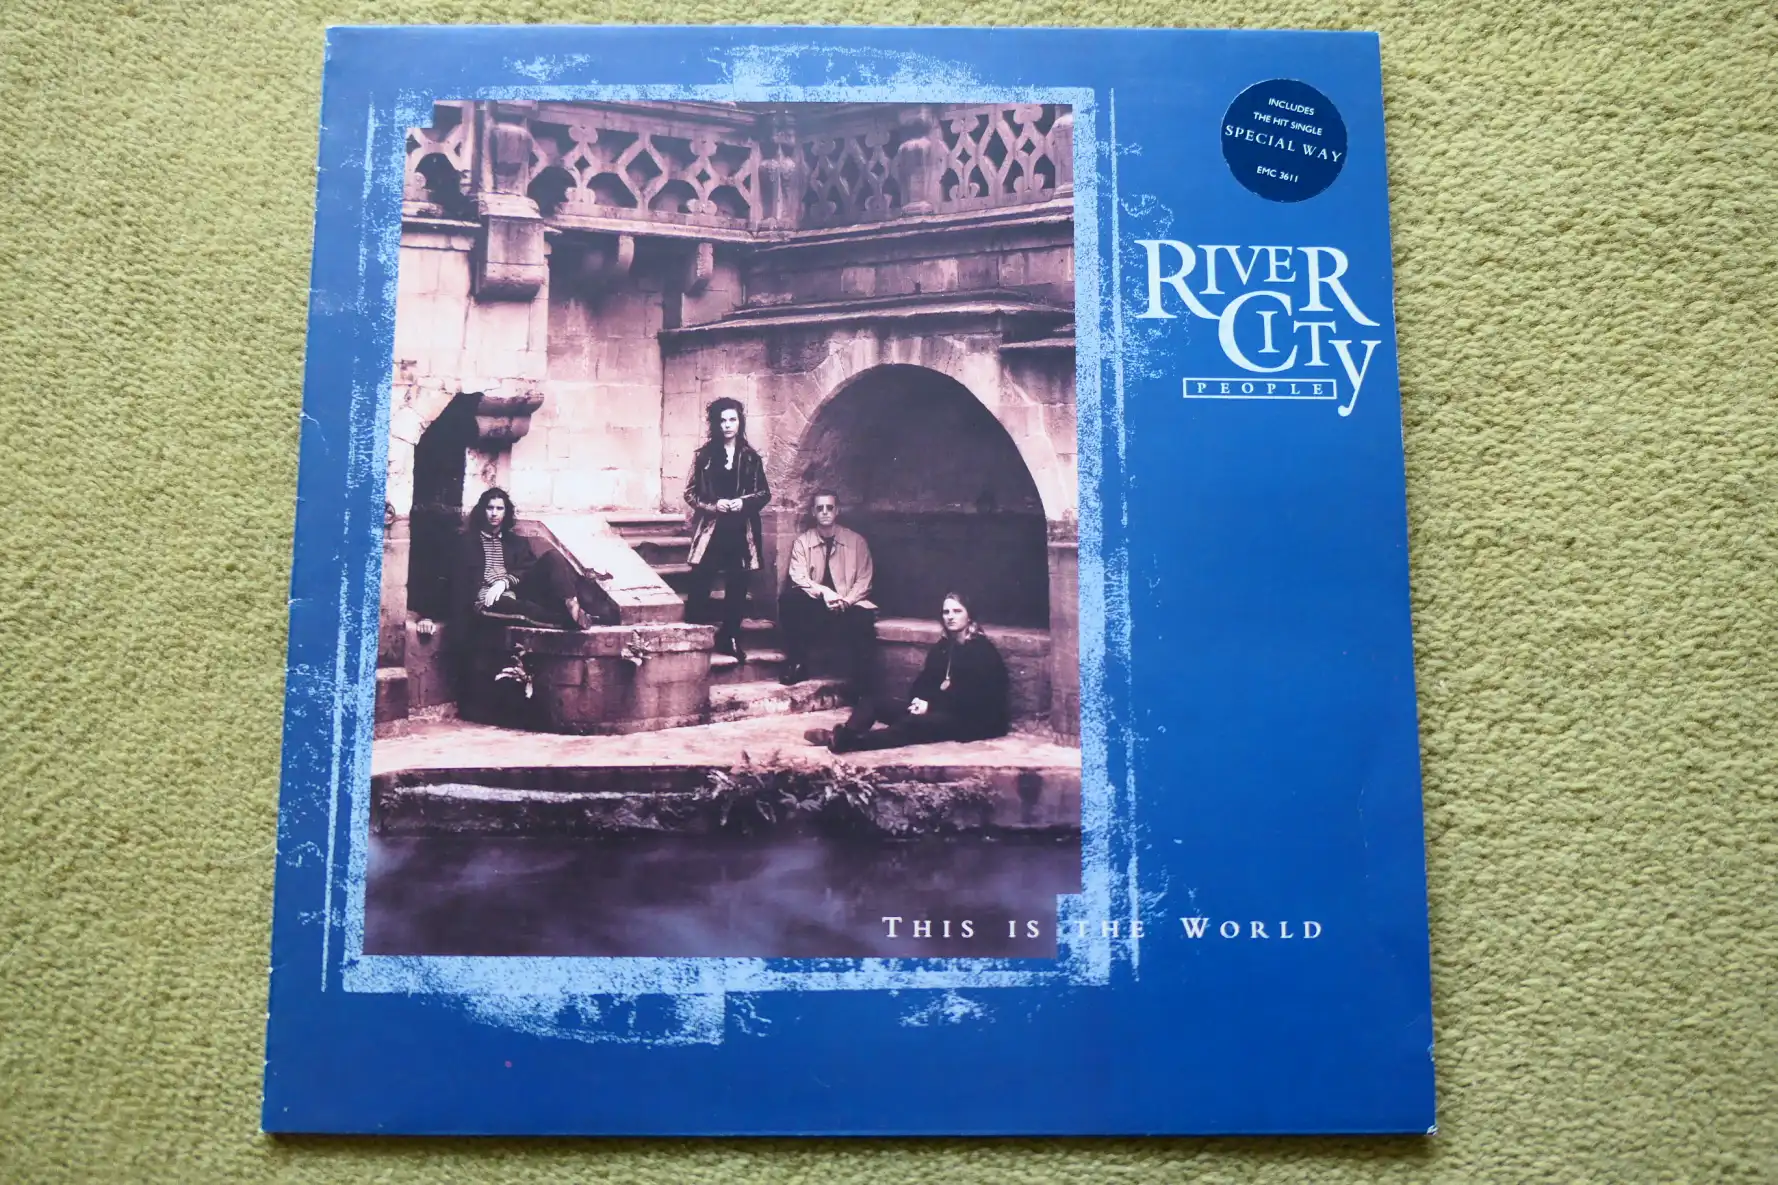 INCLUDES
THE HIT SINGLE
SPECIAL WAY
EMC 3611
RIVER
CITY
PEOPLE
THIS IS THE WORLD